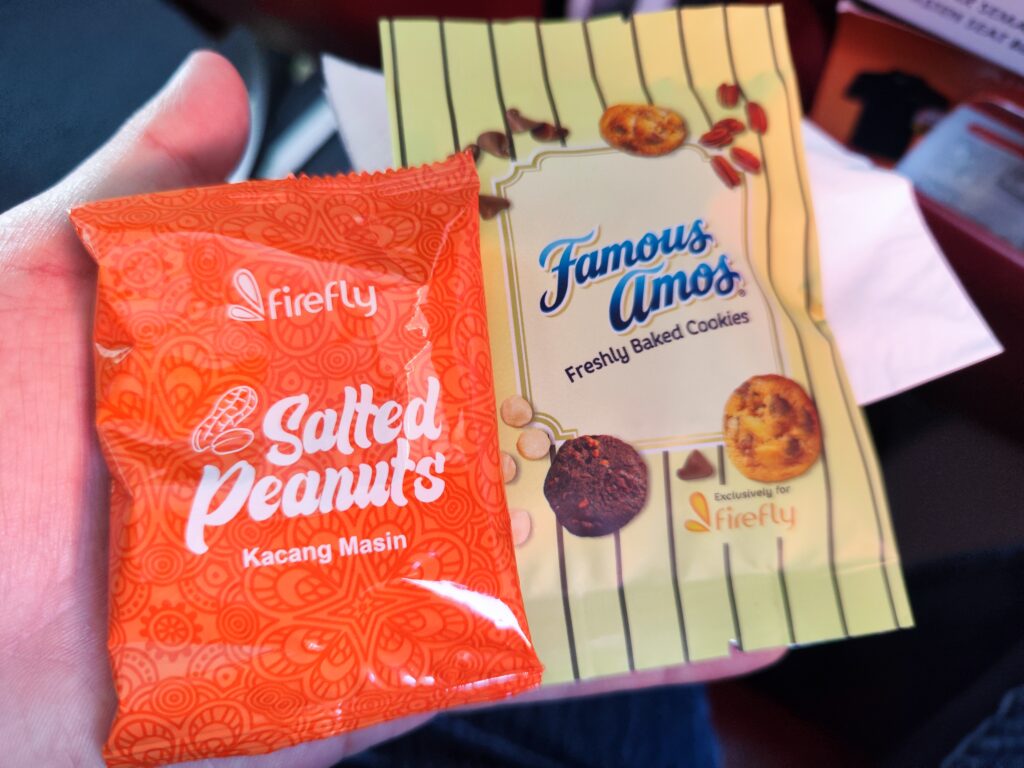 firefly
Salted
Peanuts
Kacang Masin
Famous
Amos®
Freshly Baked Cookies
Exclusively for
firefly